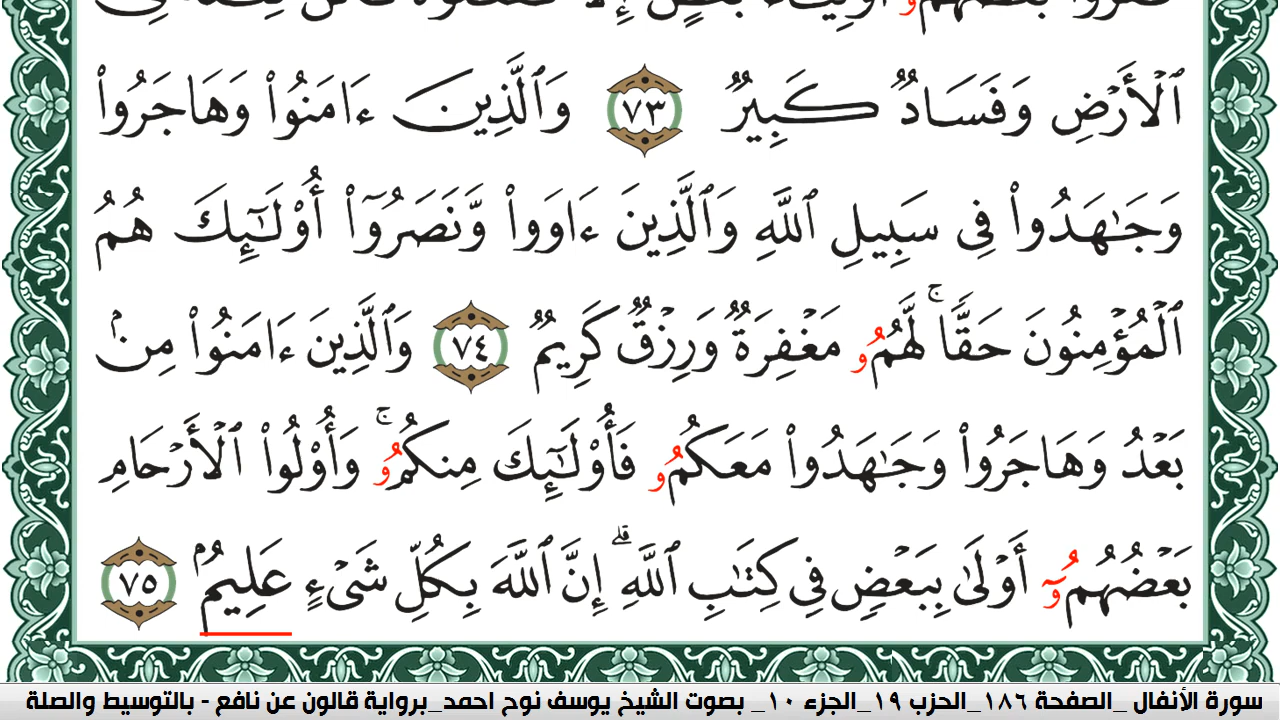 ٱلْأَرْضِ وَفَسَادٌ كَبِيرٌ ٧٣ وَٱلَّذِينَ ءَامَنُوا۟ وَهَاجَرُوا۟
وَجَٰهَدُوا۟ فِي سَبِيلِ ٱللَّهِ وَٱلَّذِينَ ءَاوَوا۟ وَّنَصَرُوٓا۟ أُوْلَٰٓئِكَ هُمُ
ٱلْمُؤْمِنُونَ حَقّٗاۚ لَّهُمُۥ مَغْفِرَةٌ وَرِزْقٌ كَرِيمٌ ٧٤ وَٱلَّذِينَ ءَامَنُوا۟ مِنۢ
بَعْدُ وَهَاجَرُوا۟ وَجَٰهَدُوا۟ مَعَكُمُۥ فَأُوْلَٰٓئِكَ مِنكُمُۥۚ وَأُوْلُوا۟ ٱلْأَرْحَامِ
بَعْضُهُمُۥٓ أَوْلَىٰ بِبَعْضٍ فِي كِتَٰبِ ٱللَّهِۗ إِنَّ ٱللَّهَ بِكُلِّ شَيْءٍ عَلِيمُۢ ٧٥
سورة الأنفال _الصفحة ١٨٦_الحزب ١٩_الجزء ١٠_ بصوت الشيخ يوسف نوح احمد_برواية قالون عن نافع - بالتوسيط والصلة